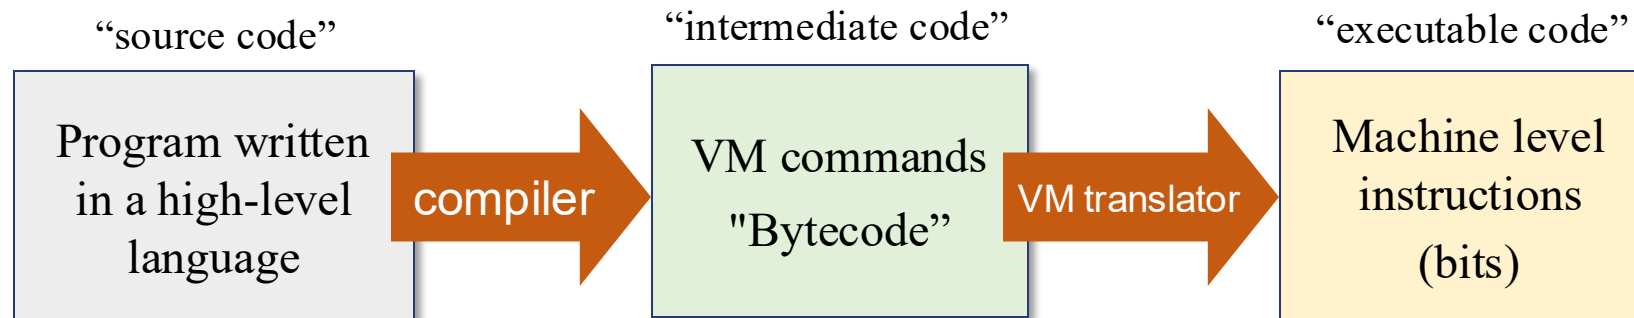 “source code”
Program written
in a high-level
language
compiler
“intermediate code”
VM commands
"Bytecode”
VM translator
“executable code”
Machine level
instructions
(bits)